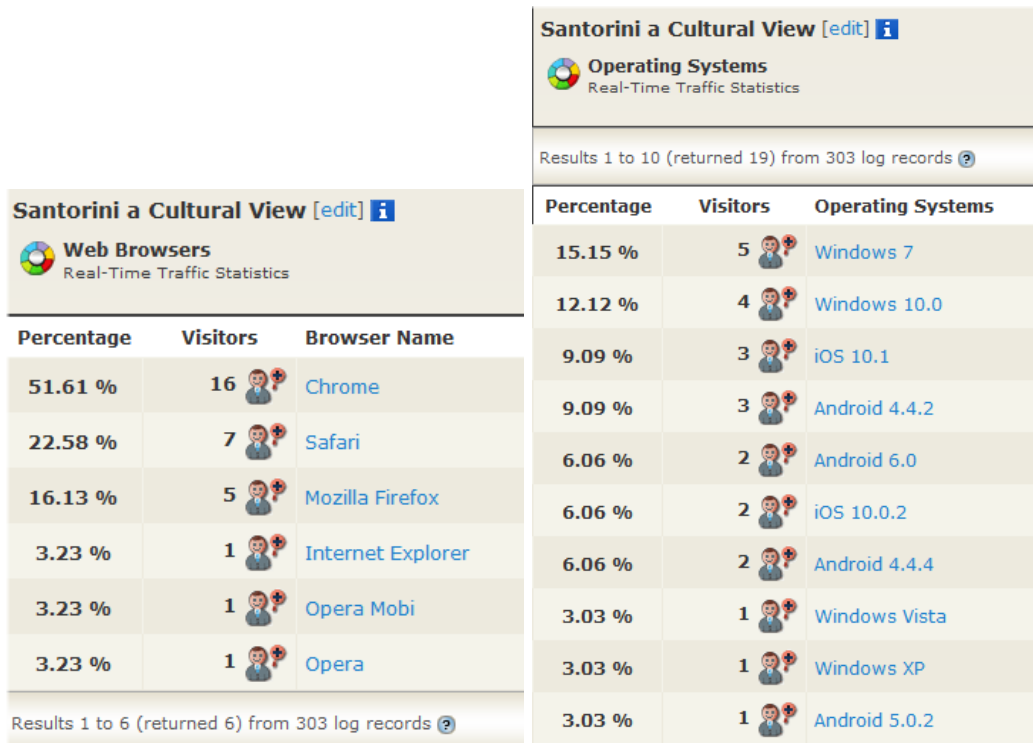 Santorini a Cultural View [edit] i
Web Browsers
Real-Time Traffic Statistics
Percentage Visitors Browser Name
51.61 % 16 Chrome
22.58 % 7 Safari
16.13 % 5 Mozilla Firefox
3.23 % 1 Internet Explorer
3.23 % 1 Opera Mobi
3.23 % 1 Opera
Results 1 to 6 (returned 6) from 303 log records ?
Santorini a Cultural View [edit] i
Operating Systems
Real-Time Traffic Statistics
Results 1 to 10 (returned 19) from 303 log records ?
Percentage Visitors Operating Systems
15.15 % 5 Windows 7
12.12 % 4 Windows 10.0
9.09 % 3 iOS 10.1
9.09 % 3 Android 4.4.2
6.06 % 2 Android 6.0
6.06 % 2 iOS 10.0.2
6.06 % 2 Android 4.4.4
3.03 % 1 Windows Vista
3.03 % 1 Windows XP
3.03 % 1 Android 5.0.2